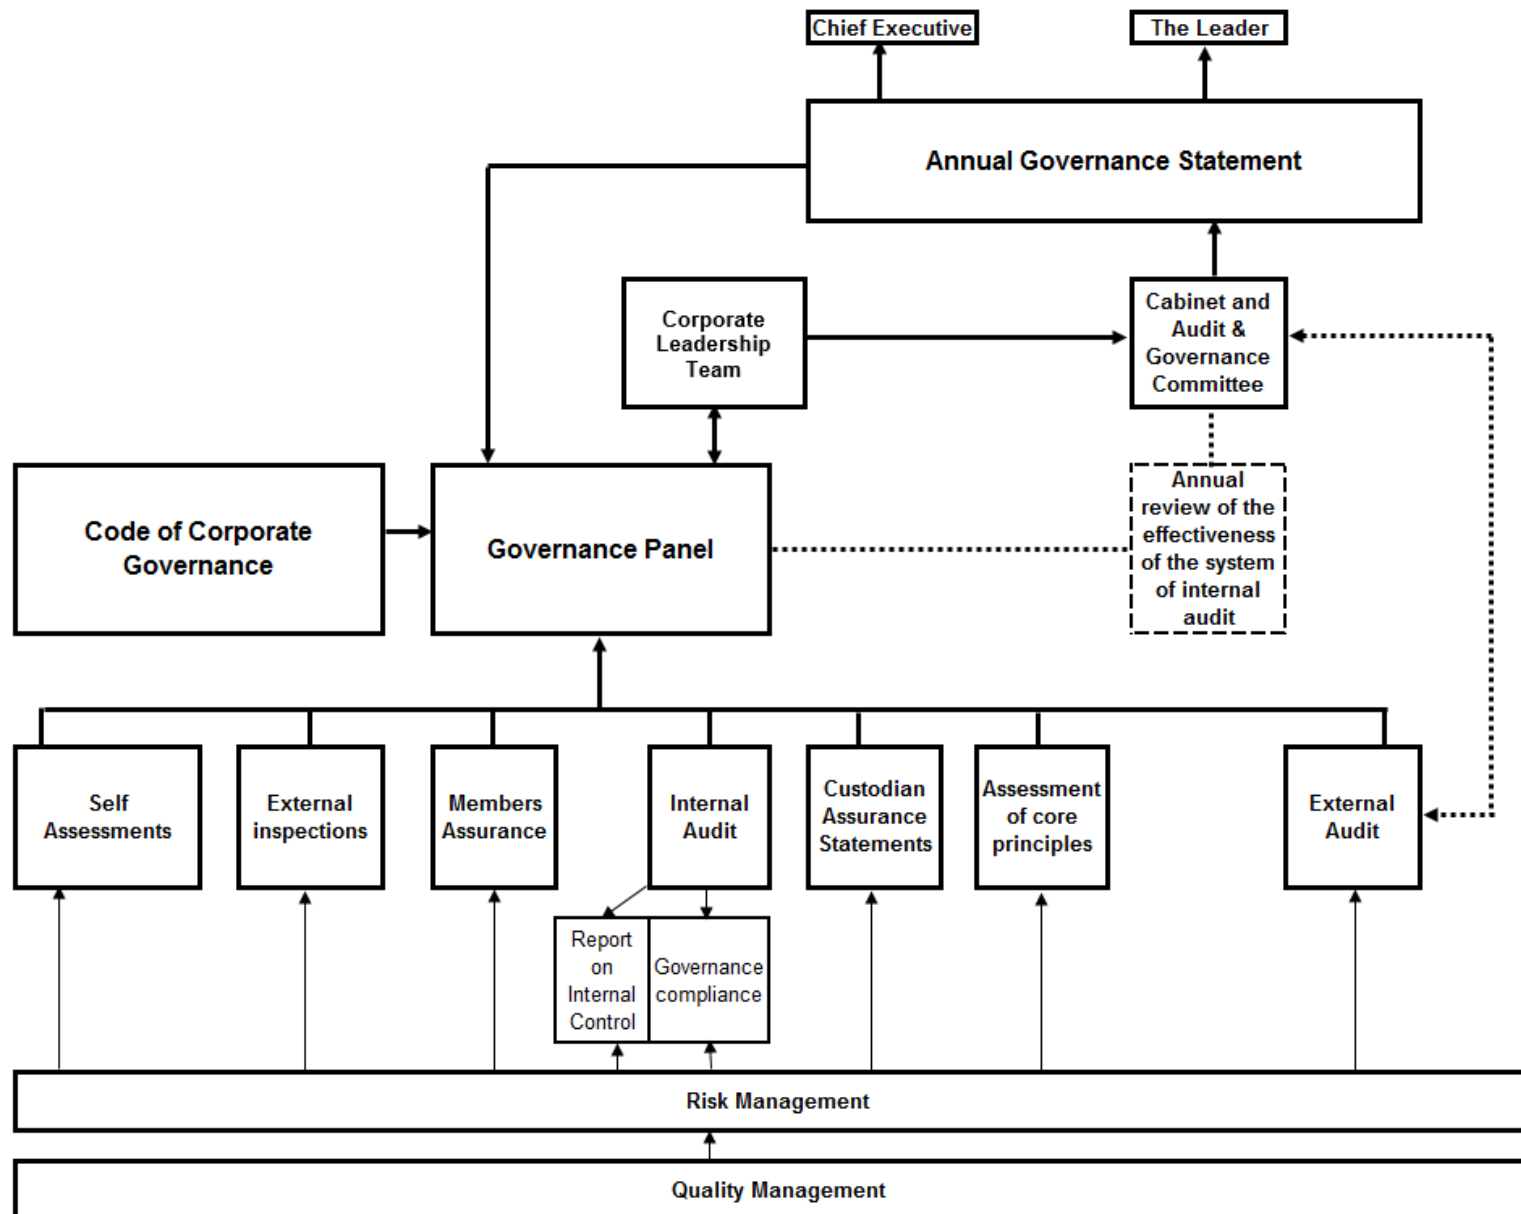 Chief Executive
The Leader
Annual Governance Statement
Corporate
Leadership
Team
Cabinet and
Audit &
Governance
Committee
Code of Corporate
Governance
Governance Panel
Annual
review of the
effectiveness
of the system
of internal
audit
Self
Assessments
External
inspections
Members
Assurance
Internal
Audit
Custodian
Assurance
Statements
Assessment
of core
principles
External
Audit
Report
on
Internal
Control
Governance
compliance
Risk Management
Quality Management